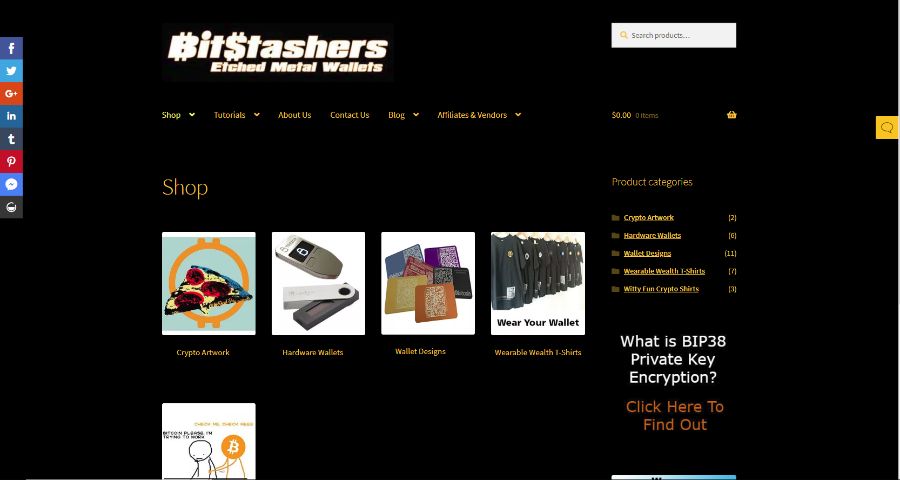 BitStashers
Etched Metal Wallets
Search products…
Shop
Tutorials
About Us
Contact Us
Blog
Affiliates & Vendors
$0.00 0 items
Shop
Product categories
Crypto Artwork (2)
Hardware Wallets (6)
Wallet Designs (11)
Wearable Wealth T-Shirts (7)
Witty Fun Crypto Shirts (3)
Wear Your Wallet
Crypto Artwork
Hardware Wallets
Wallet Designs
Wearable Wealth T-Shirts
What is BIP38
Private Key
Encryption?
Click Here To
Find Out
CHECK ME, CHECK MEEE
BITCOIN PLEASE, I'M
TRYING TO WORK